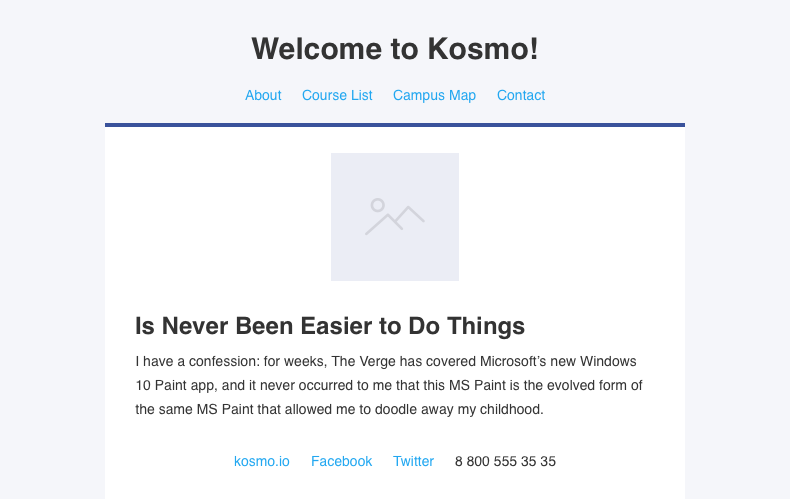 Welcome to Kosmo!
About Course List Campus Map Contact
Is Never Been Easier to Do Things
I have a confession: for weeks, The Verge has covered Microsoft’s new Windows
10 Paint app, and it never occurred to me that this MS Paint is the evolved form of
the same MS Paint that allowed me to doodle away my childhood.
kosmo.io Facebook Twitter 8 800 555 35 35